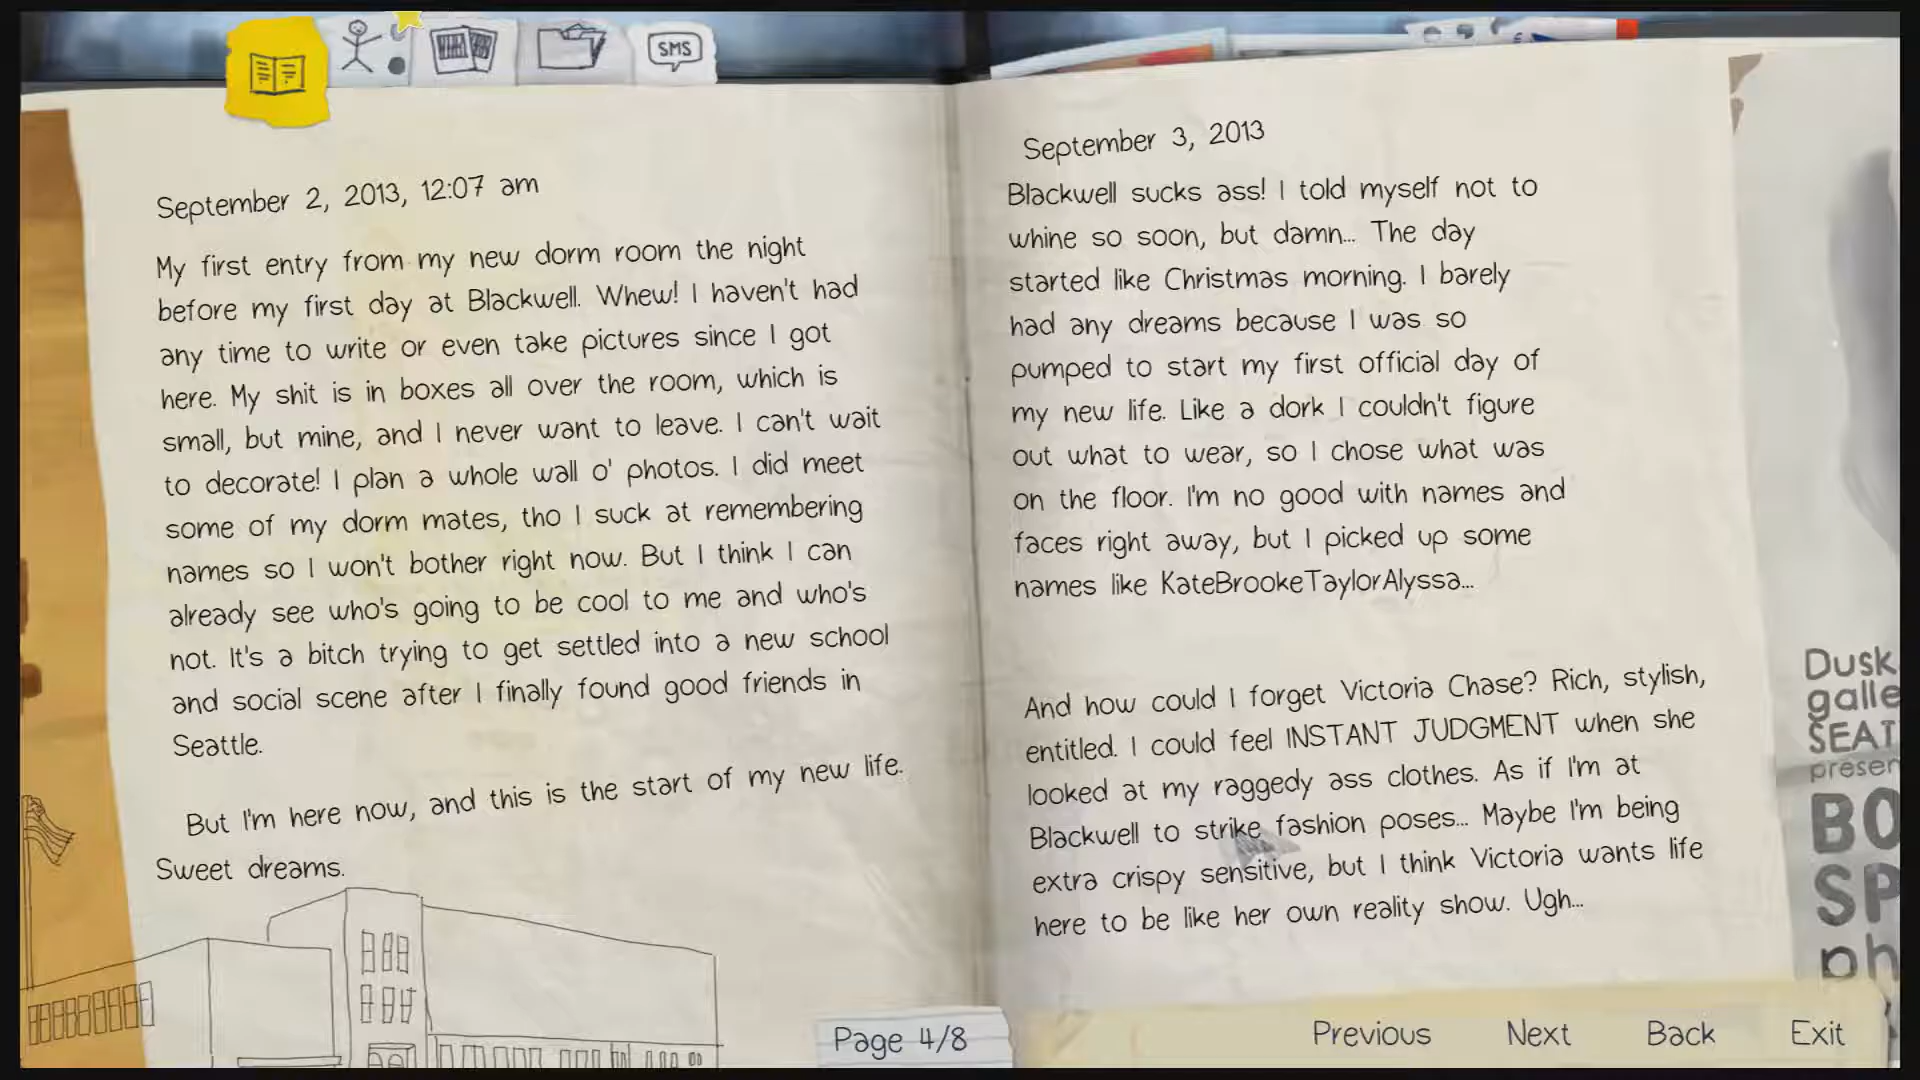 SMS
September 2, 2013, 12:07 am
My first entry from my new dorm room the night
before my first day at Blackwell. Whew! I haven't had
any time to write or even take pictures since I got
here. My shit is in boxes all over the room, which is
small, but mine, and I never want to leave. I can't wait
to decorate! I plan a whole wall o' photos. I did meet
some of my dorm mates, tho I suck at remembering
names so I won't bother right now. But I think I can
already see who's going to be cool to me and who's
not. It's a bitch trying to get settled into a new school
and social scene after I finally found good friends in
Seattle.
But I'm here now, and this is the start of my new life.
Sweet dreams.
September 3, 2013
Blackwell sucks ass! I told myself not to
whine so soon, but damn... The day
started like Christmas morning. I barely
had any dreams because I was so
pumped to start my first official day of
my new life. Like a dork I couldn't figure
out what to wear, so I chose what was
on the floor. I'm no good with names and
faces right away, but I picked up some
names like KateBrookeTaylorAlyssa...
And how could I forget Victoria Chase? Rich, stylish,
entitled. I could feel INSTANT JUDGMENT when she
looked at my raggedy ass clothes. As if I'm at
Blackwell to strike fashion poses... Maybe I'm being
extra crispy sensitive, but I think Victoria wants life
here to be like her own reality show. Ugh...
Dusk
galle
SEAT
presen
BO
SP
ph
Page 4/8
Previous Next Back Exit